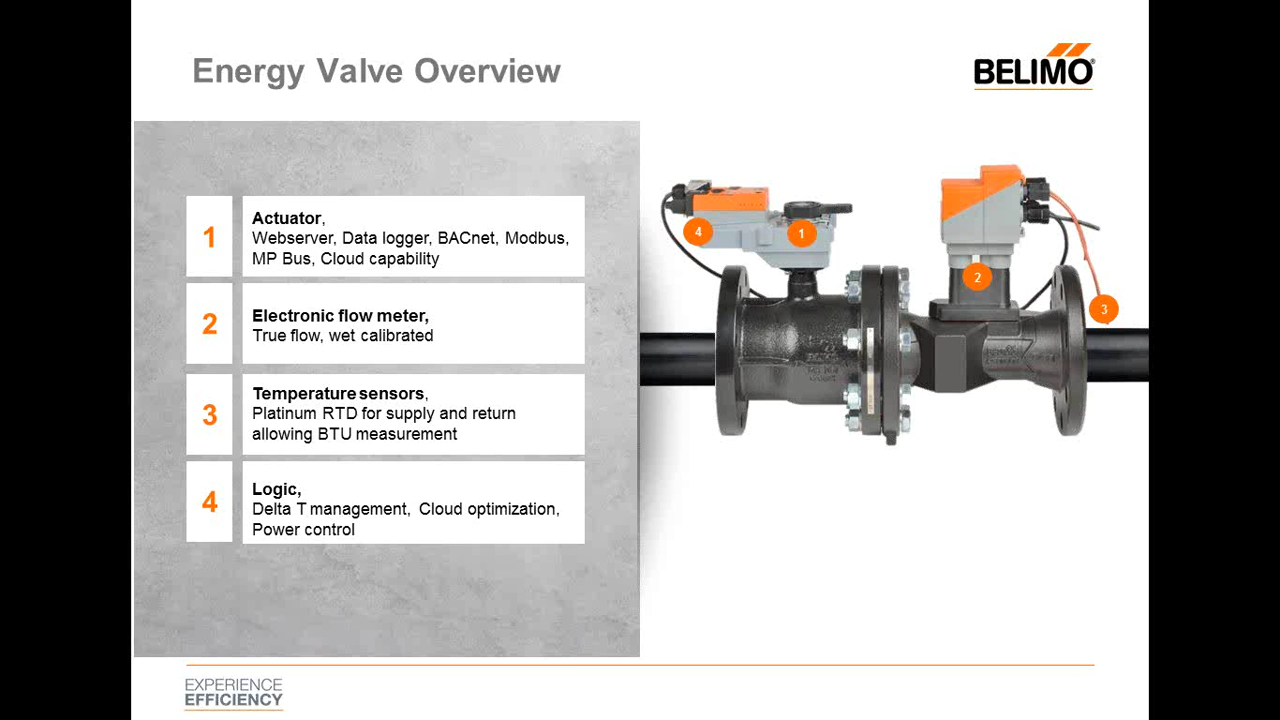 Energy Valve Overview
BELIMO®
1
Actuator,
Webserver, Data logger, BACnet, Modbus,
MP Bus, Cloud capability
2
Electronic flow meter,
True flow, wet calibrated
3
Temperature sensors,
Platinum RTD for supply and return
allowing BTU measurement
4
Logic,
Delta T management, Cloud optimization,
Power control
4
1
2
3
EXPERIENCE
EFFICIENCY